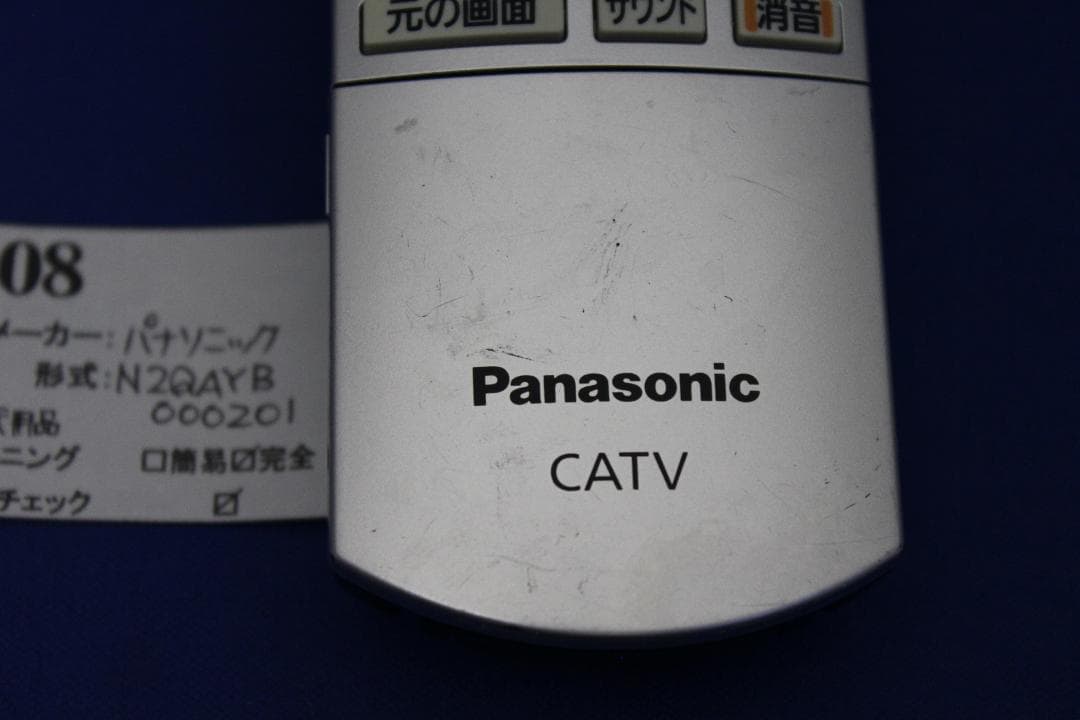 元の画面 サウンド 消音
08
メーカー: パナソニック
形式: N2QAYB
000201
用品
ニング □簡易☑完全
チェック ☑
Panasonic
CATV